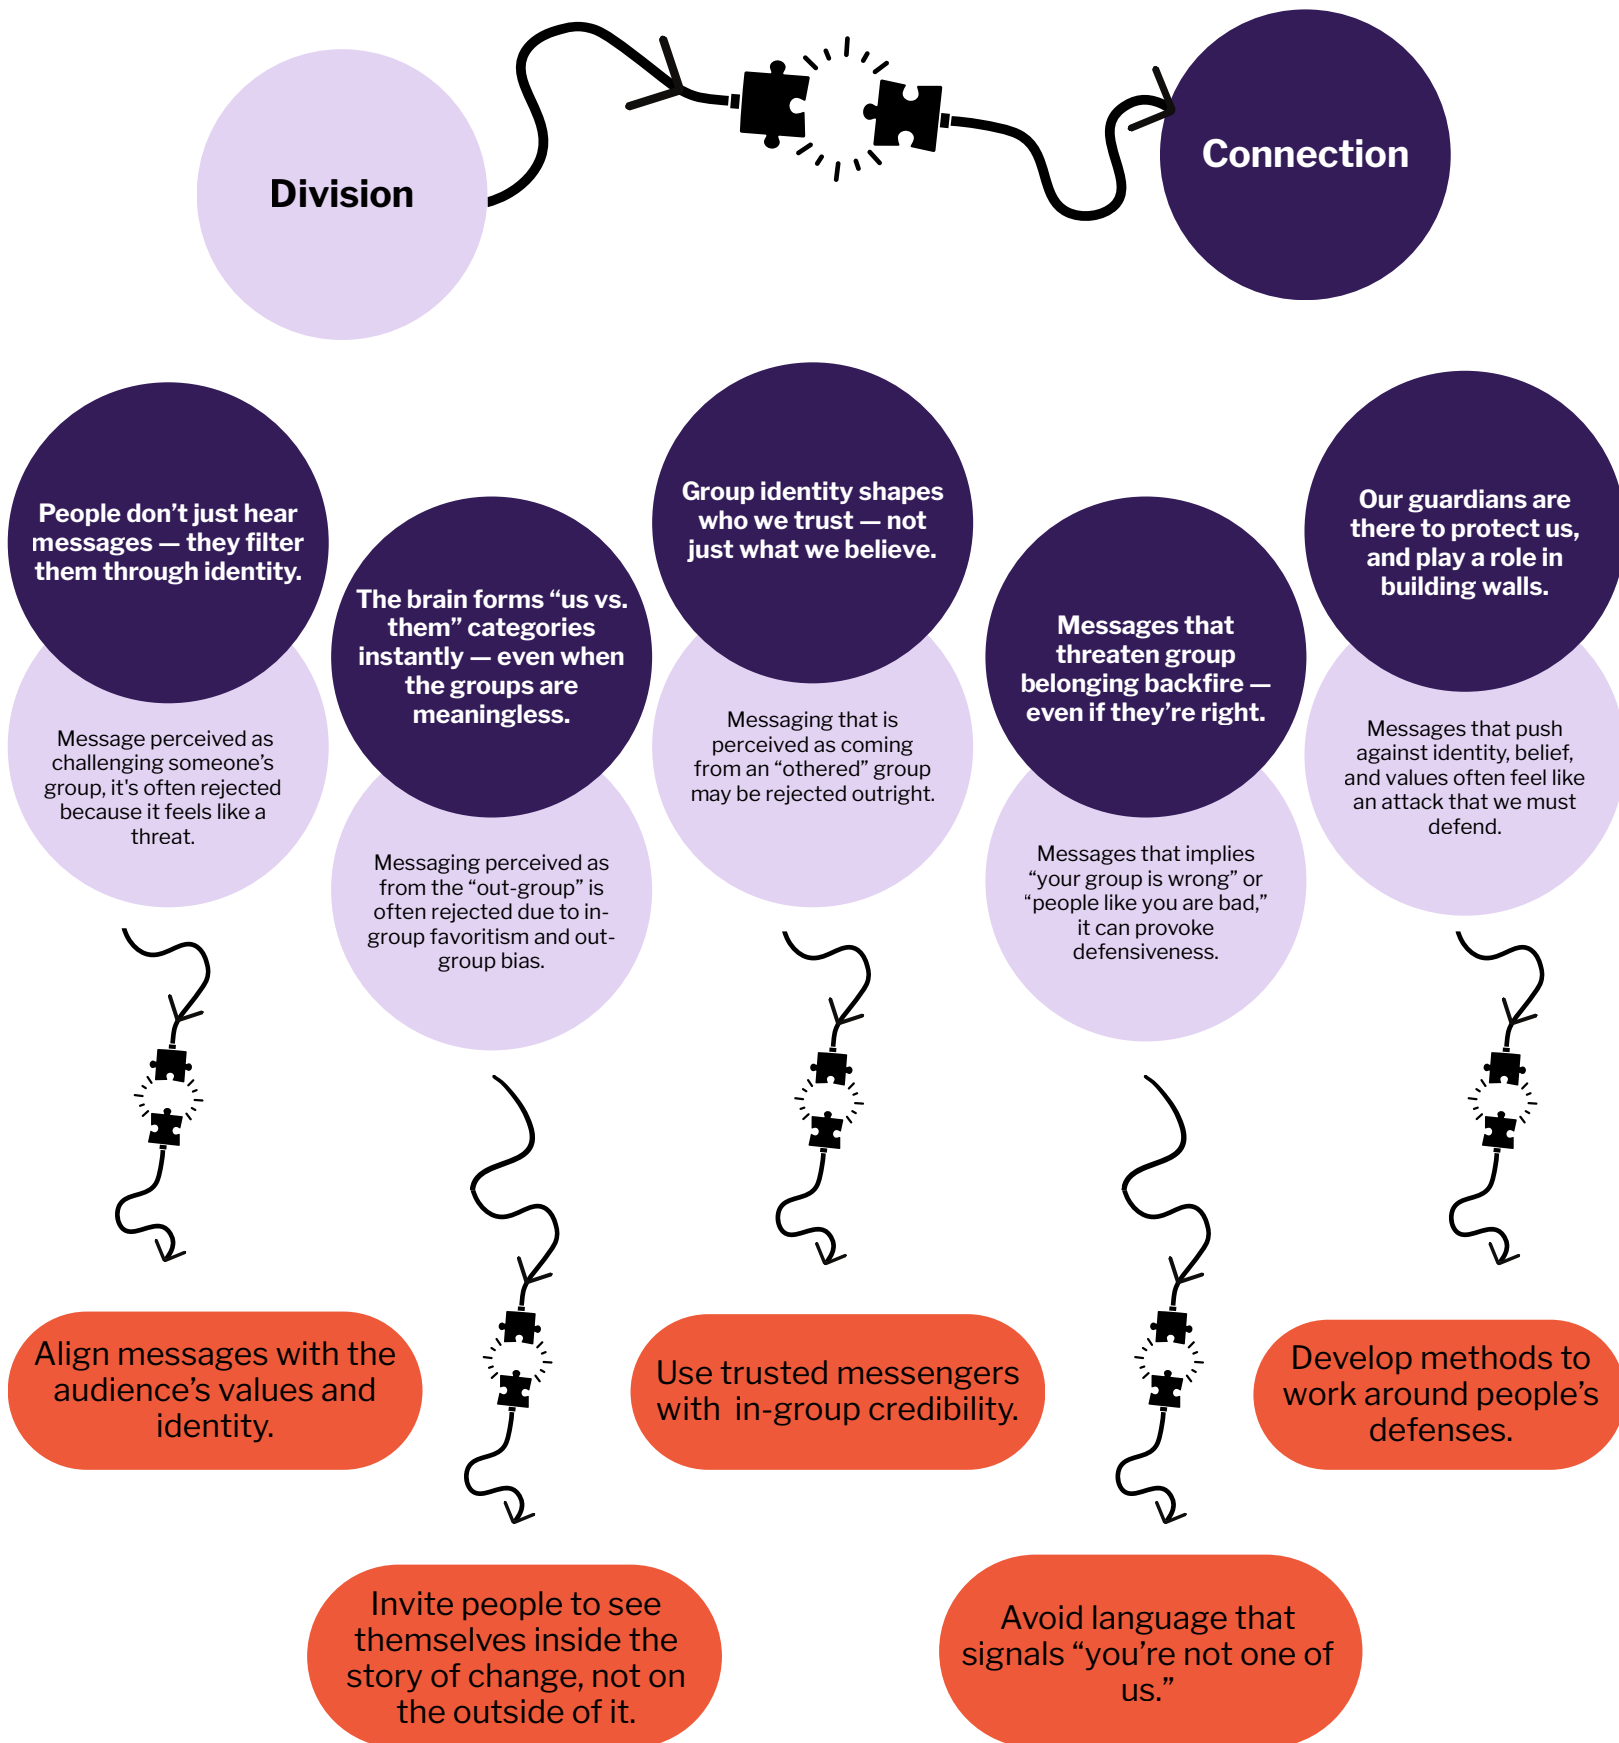 Division
Connection
People don’t just hear
messages — they filter
them through identity.
Message perceived as
challenging someone’s
group, it's often rejected
because it feels like a
threat.
Align messages with the
audience’s values and
identity.
The brain forms “us vs.
them” categories
instantly — even when
the groups are
meaningless.
Messaging perceived as
from the “out-group” is
often rejected due to in-
group favoritism and out-
group bias.
Invite people to see
themselves inside the
story of change, not on
the outside of it.
Group identity shapes
who we trust — not
just what we believe.
Messaging that is
perceived as coming
from an “othered” group
may be rejected outright.
Use trusted messengers
with  in-group credibility.
Messages that
threaten group
belonging backfire —
even if they’re right.
Messages that implies
“your group is wrong” or
“people like you are bad,”
it can provoke
defensiveness.
Avoid language that
signals “you’re not one of
us.”
Our guardians are
there to protect us,
and play a role in
building walls.
Messages that push
against identity, belief,
and values often feel like
an attack that we must
defend.
Develop methods to
work around people’s
defenses.